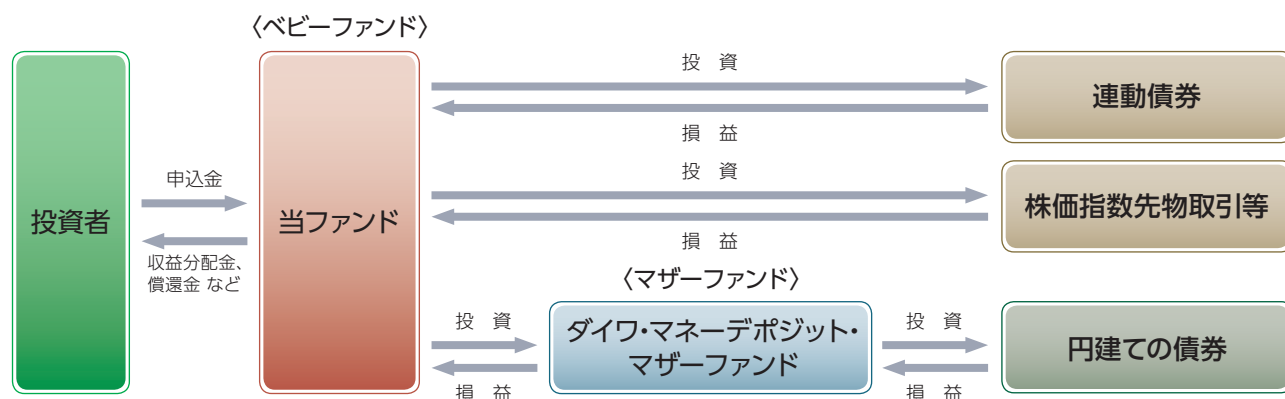 〈ベビーファンド〉
投資者
申込金
収益分配金、
償還金 など
当ファンド
投 資
損 益
連動債券
投 資
損 益
株価指数先物取引等
〈マザーファンド〉
投 資
損 益
ダイワ・マネーデポジット・
マザーファンド
投 資
損 益
円建ての債券